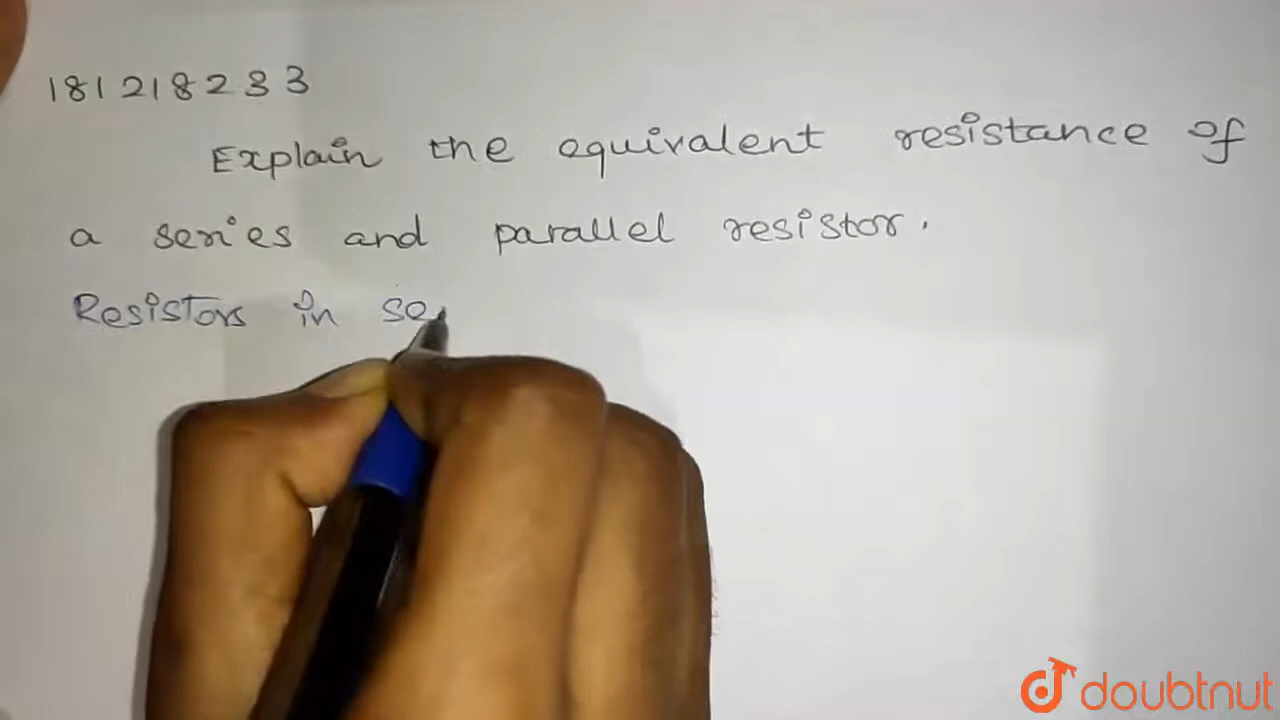 181218233
Explain the equivalent resistance of
a series and parallel resistor.
Resistors in se
doubtnut